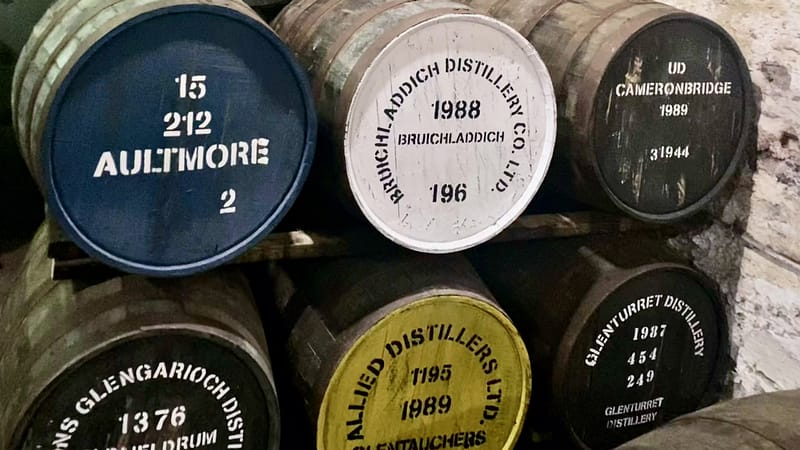 15
212
AULTMORE
2
BRUICHLADDICH DISTILLERY CO. LTD.
1988
BRUICHLADDICH
196
UD
CAMERONBRIDGE
1989
31944
GLENGARIOCH
1376
ALLIED DISTILLERS LTD.
1195
1989
GLENTAUCHERS
GLENTURRET DISTILLERY
1987
454
249
GLENTURRET
DISTILLERY